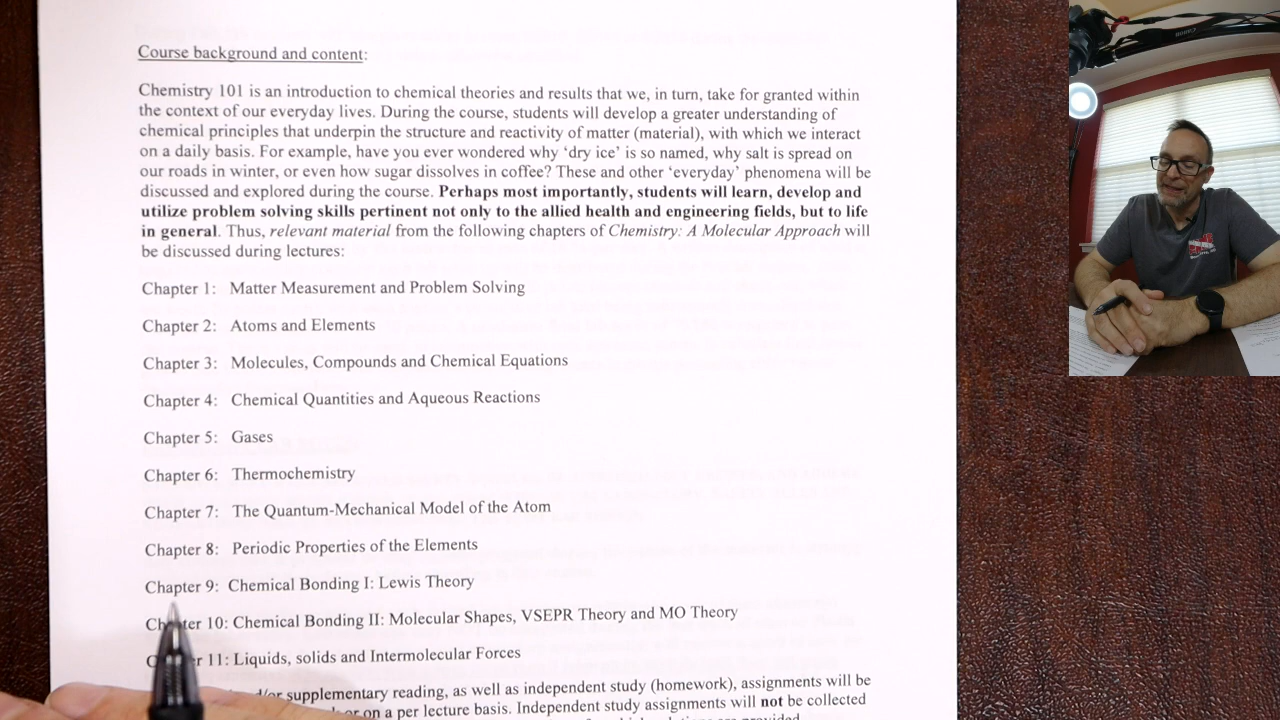 Course background and content:
Chemistry 101 is an introduction to chemical theories and results that we, in turn, take for granted within
the context of our everyday lives. During the course, students will develop a greater understanding of
chemical principles that underpin the structure and reactivity of matter (material), with which we interact
on a daily basis. For example, have you ever wondered why ‘dry ice’ is so named, why salt is spread on
our roads in winter, or even how sugar dissolves in coffee? These and other ‘everyday’ phenomena will be
discussed and explored during the course. Perhaps most importantly, students will learn, develop and
utilize problem solving skills pertinent not only to the allied health and engineering fields, but to life
in general. Thus, relevant material from the following chapters of Chemistry: A Molecular Approach will
be discussed during lectures:
Chapter 1: Matter Measurement and Problem Solving
Chapter 2: Atoms and Elements
Chapter 3: Molecules, Compounds and Chemical Equations
Chapter 4: Chemical Quantities and Aqueous Reactions
Chapter 5: Gases
Chapter 6: Thermochemistry
Chapter 7: The Quantum-Mechanical Model of the Atom
Chapter 8: Periodic Properties of the Elements
Chapter 9: Chemical Bonding I: Lewis Theory
Chapter 10: Chemical Bonding II: Molecular Shapes, VSEPR Theory and MO Theory
Chapter 11: Liquids, solids and Intermolecular Forces
supplementary reading, as well as independent study (homework), assignments will be
on a per lecture basis. Independent study assignments will not be collected